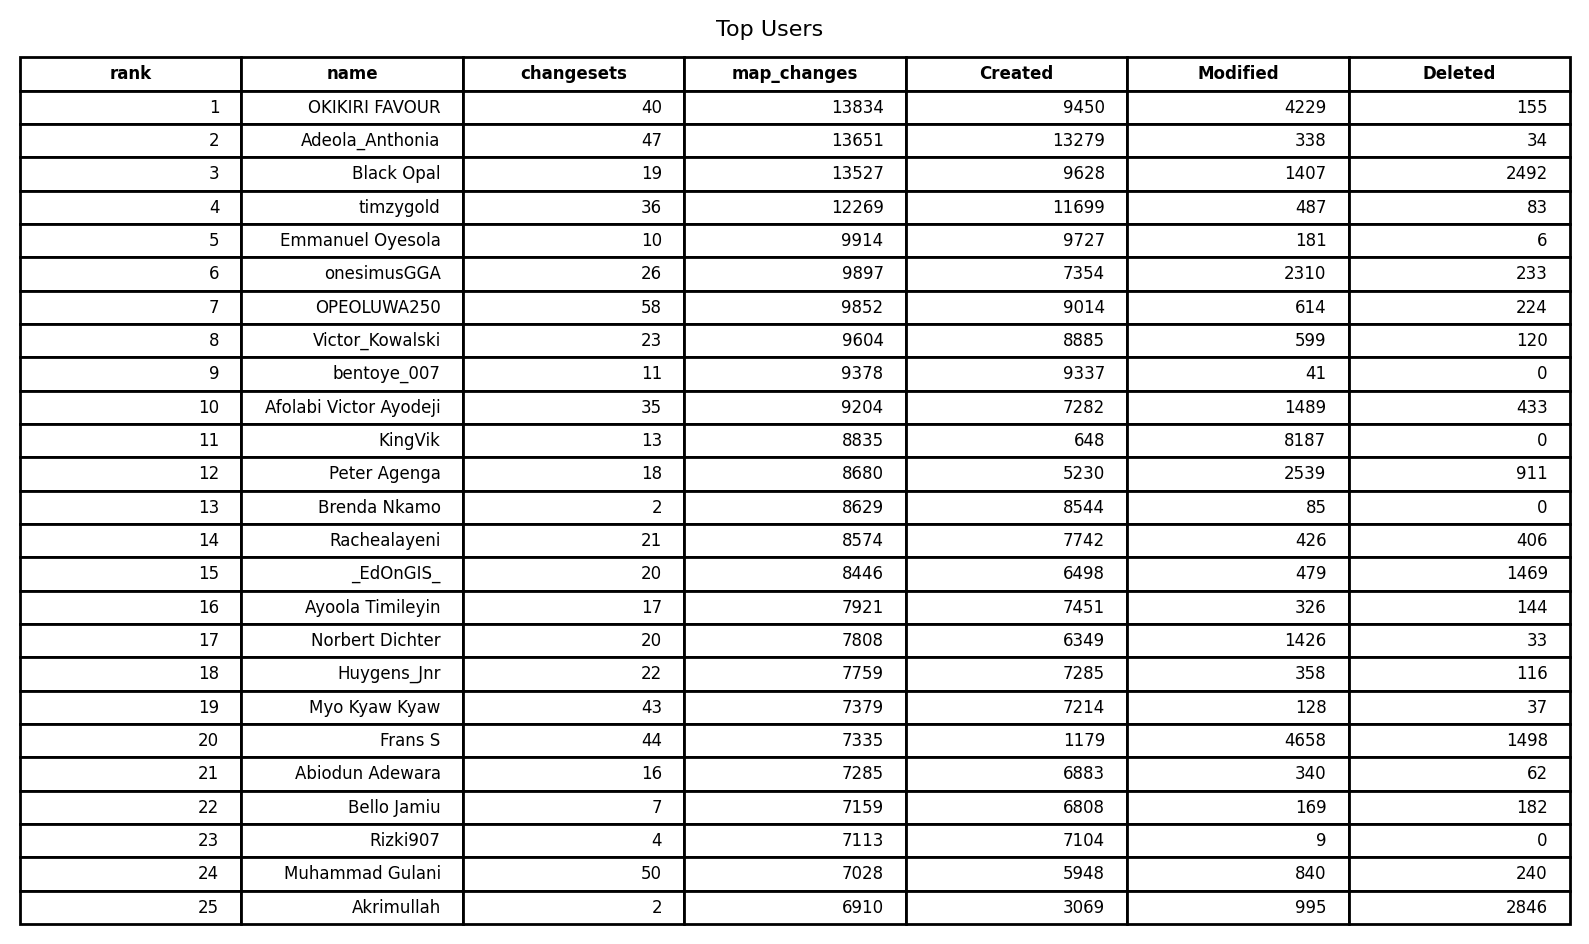 Top Users
rank name changesets map_changes Created Modified Deleted
1 OKIKIRI FAVOUR 40 13834 9450 4229 155
2 Adeola_Anthonia 47 13651 13279 338 34
3 Black Opal 19 13527 9628 1407 2492
4 timzygold 36 12269 11699 487 83
5 Emmanuel Oyesola 10 9914 9727 181 6
6 onesimusGGA 26 9897 7354 2310 233
7 OPEOLUWA250 58 9852 9014 614 224
8 Victor_Kowalski 23 9604 8885 599 120
9 bentoye_007 11 9378 9337 41 0
10 Afolabi Victor Ayodeji 35 9204 7282 1489 433
11 KingVik 13 8835 648 8187 0
12 Peter Agenga 18 8680 5230 2539 911
13 Brenda Nkamo 2 8629 8544 85 0
14 Rachealayeni 21 8574 7742 426 406
15 _EdOnGIS_ 20 8446 6498 479 1469
16 Ayoola Timileyin 17 7921 7451 326 144
17 Norbert Dichter 20 7808 6349 1426 33
18 Huygens_Jnr 22 7759 7285 358 116
19 Myo Kyaw Kyaw 43 7379 7214 128 37
20 Frans S 44 7335 1179 4658 1498
21 Abiodun Adewara 16 7285 6883 340 62
22 Bello Jamiu 7 7159 6808 169 182
23 Rizki907 4 7113 7104 9 0
24 Muhammad Gulani 50 7028 5948 840 240
25 Akrimullah 2 6910 3069 995 2846